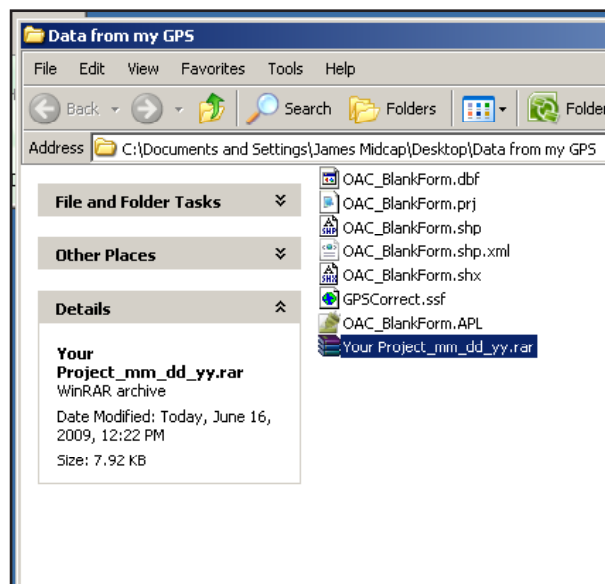 Data from my GPS
File Edit View Favorites Tools Help
Back Search Folders Folder
Address C:\Documents and Settings\James Midcap\Desktop\Data from my GPS
File and Folder Tasks
Other Places
Details
Your
Project_mm_dd_yy.rar
WinRAR archive
Date Modified: Today, June 16,
2009, 12:22 PM
Size: 7.92 KB
OAC_BlankForm.dbf
OAC_BlankForm.prj
OAC_BlankForm.shp
OAC_BlankForm.shp.xml
OAC_BlankForm.shx
GPSCorrect.ssf
OAC_BlankForm.APL
Your Project_mm_dd_yy.rar